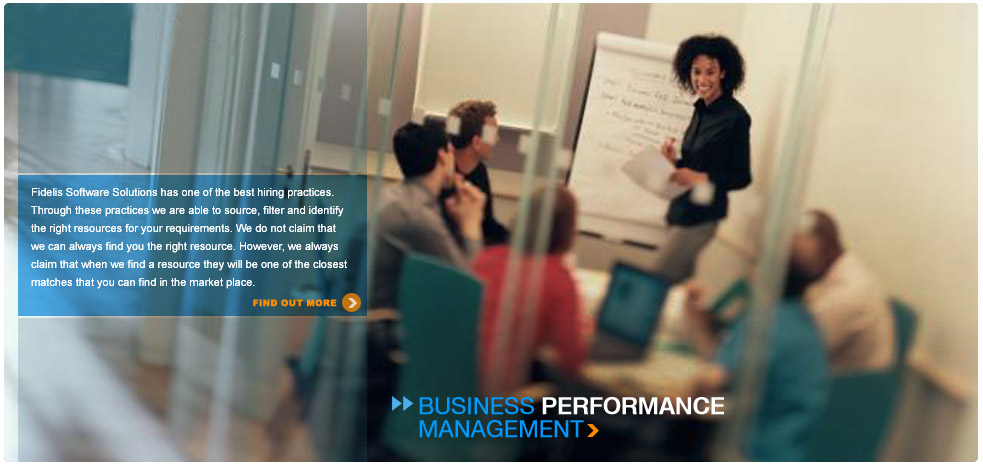 Fidelis Software Solutions has one of the best hiring practices.
Through these practices we are able to source, filter and identify
the right resources for your requirements. We do not claim that
we can always find you the right resource. However, we always
claim that when we find a resource they will be one of the closest
matches that you can find in the market place.
FIND OUT MORE
BUSINESS PERFORMANCE
MANAGEMENT